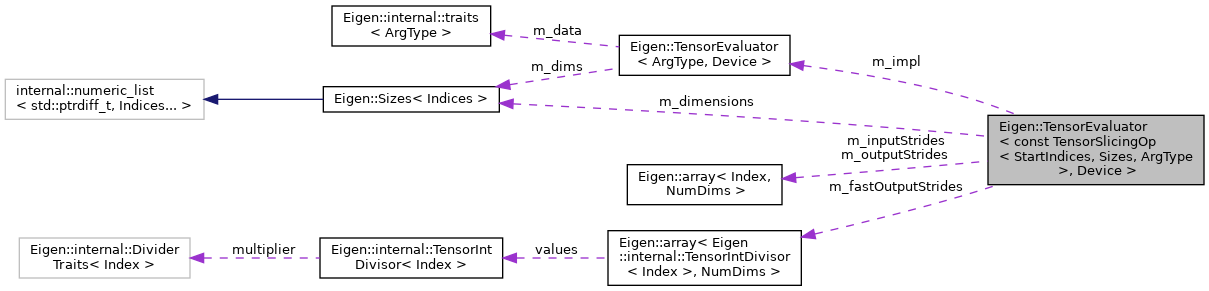 Eigen::internal::traits
< ArgType >
m_data
Eigen::TensorEvaluator
< ArgType, Device >
m_impl
m_dims
internal::numeric_list
< std::ptrdiff_t, Indices... >
Eigen::Sizes< Indices >
m_dimensions
Eigen::TensorEvaluator
< const TensorSlicingOp
< StartIndices, Sizes, ArgType
>, Device >
m_inputStrides
m_outputStrides
Eigen::array< Index,
NumDims >
m_fastOutputStrides
Eigen::internal::Divider
Traits< Index >
multiplier
Eigen::internal::TensorInt
Divisor< Index >
values
Eigen::array< Eigen
::internal::TensorIntDivisor
< Index >, NumDims >